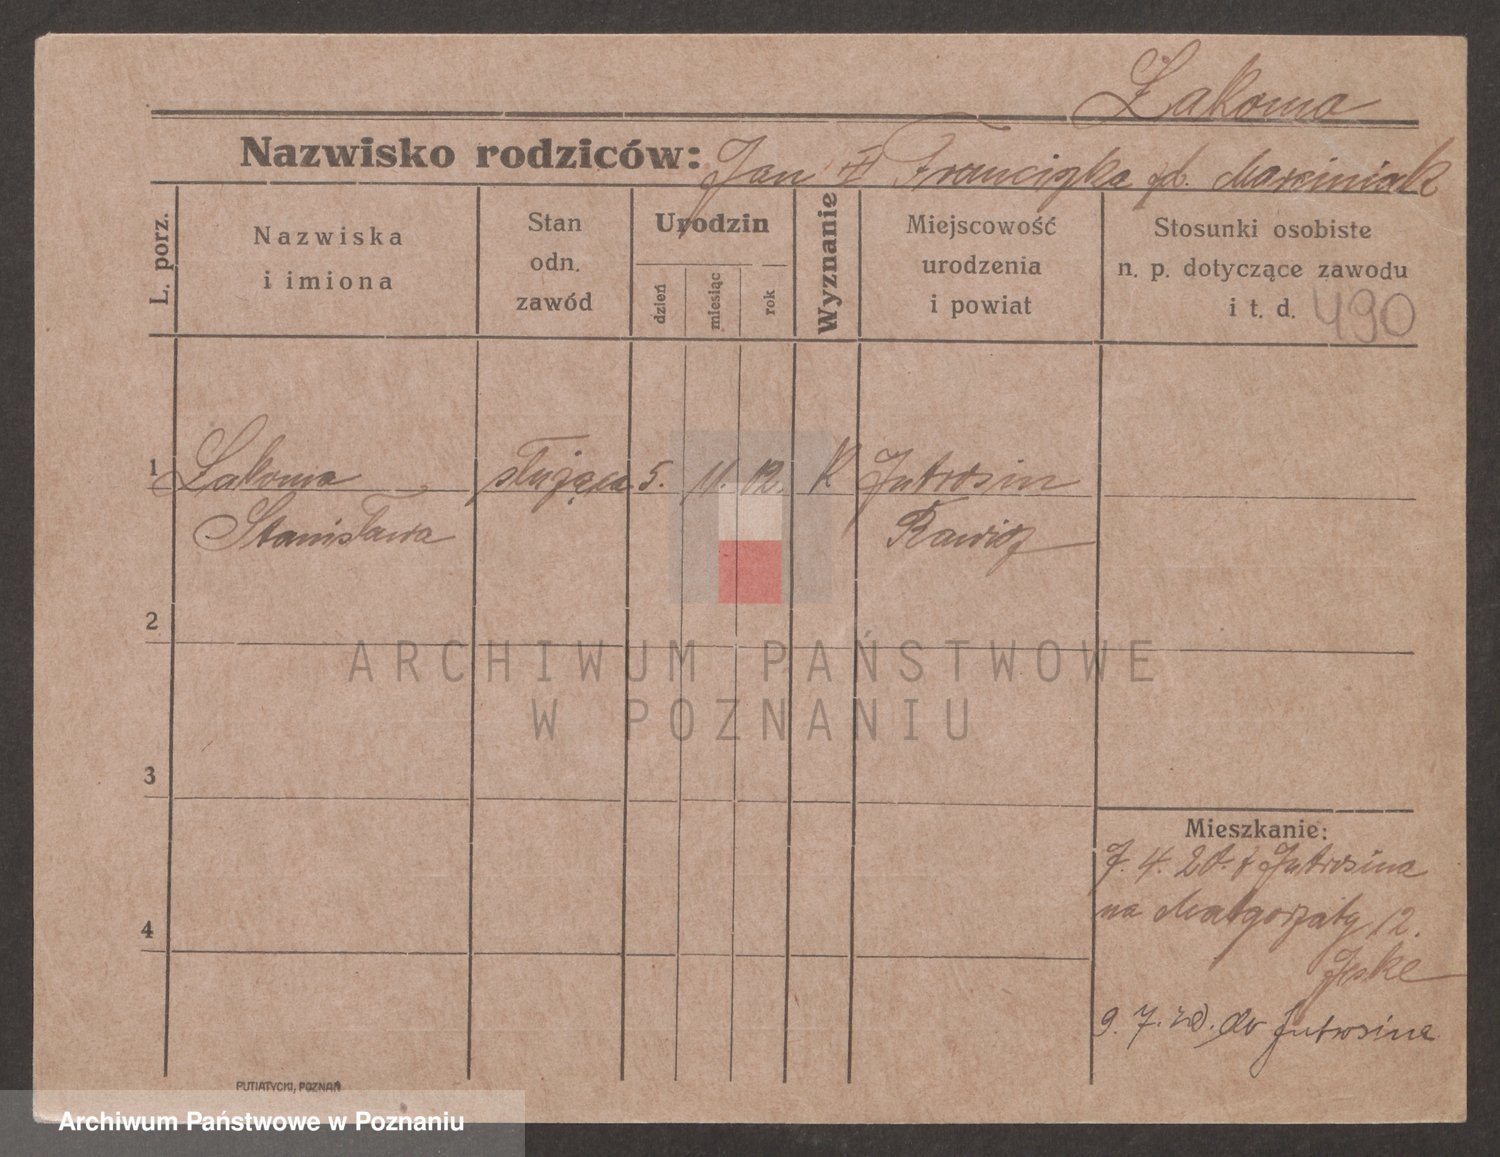 Łakoma
Nazwisko rodziców: Jan Franciszka Marciniak
L. porz.
Nazwiska
i imiona
Stan
odn.
zawód
Urodzin
dzień
miesiąc
rok
Wyznanie
Miejscowość
urodzenia
i powiat
Stosunki osobiste
n. p. dotyczące zawodu
i t. d. 490
1 Łakoma służąca 5. 11. 02. K Jutrosin
Stanisława Rawicz
2
ARCHIWUM PAŃSTWOWE
W POZNANIU
3
Mieszkanie:
7. 4. 20. z Jutrosina
na Małgorzaty 12.
Jeske
4
9. 7. 20. do Jutrosina
PUTIATYCKI, POZNAŃ
Archiwum Państwowe w Poznaniu